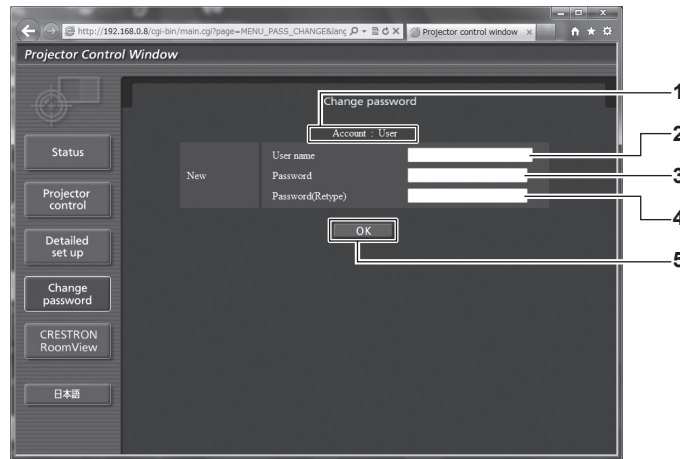 http://192.168.0.8/cgi-bin/main.cgi?page=MENU_PASS_CHANGE&lang
Projector control window
Projector Control Window
Change password
1
Account : User
2
Status
User name
New
Password
3
Password(Retype)
4
Projector
control
OK
5
Detailed
set up
Change
password
CRESTRON
RoomView
日本語